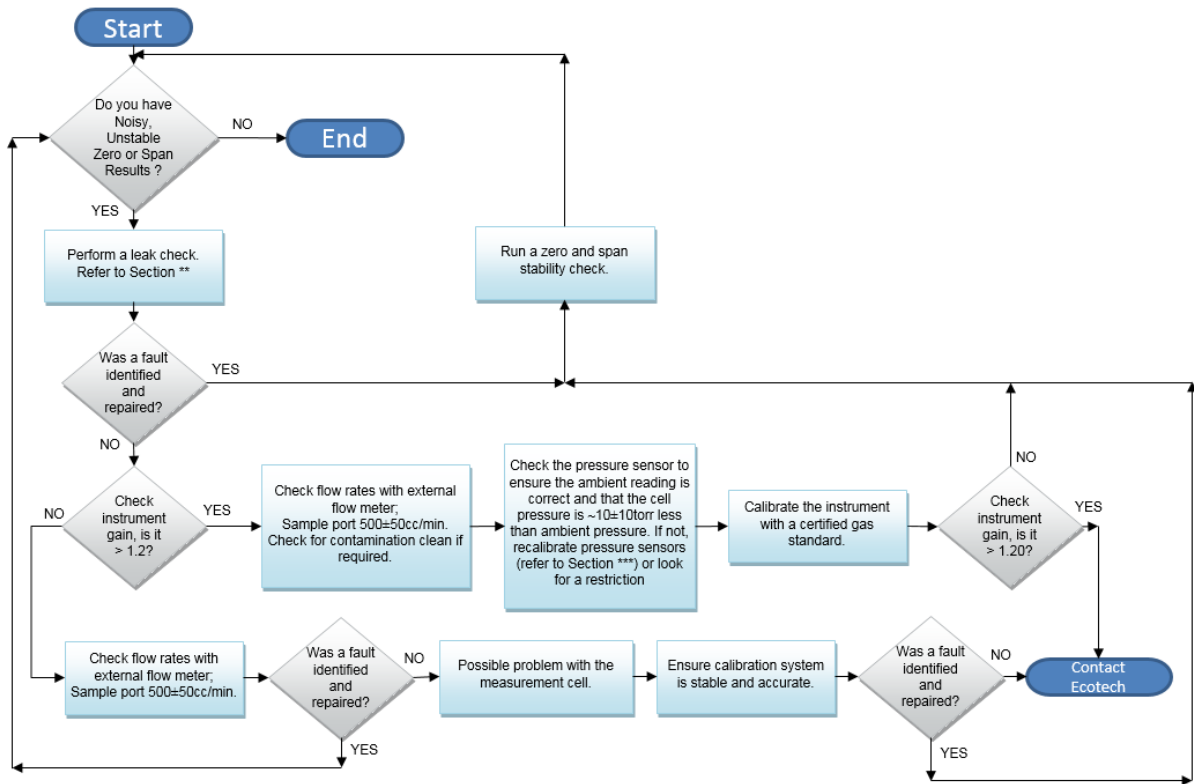 Start
Do you have
Noisy,
Unstable
Zero or Span
Results ?
NO
End
YES
Perform a leak check.
Refer to Section **
Run a zero and span
stability check.
Was a fault
identified
and
repaired?
YES
NO
Check
instrument
gain, is it
> 1.2?
NO
YES
Check flow rates with external
flow meter;
Sample port 500±50cc/min.
Check for contamination clean if
required.
Check the pressure sensor to
ensure the ambient reading is
correct and that the cell
pressure is ~10±10torr less
than ambient pressure. If not,
recalibrate pressure sensors
(refer to Section ***) or look
for a restriction
Calibrate the instrument
with a certified gas
standard.
Check
instrument
gain, is it
> 1.20?
NO
YES
Check flow rates with
external flow meter;
Sample port 500±50cc/min.
Was a fault
identified
and
repaired?
NO
YES
Possible problem with the
measurement cell.
Ensure calibration system
is stable and accurate.
Was a fault
identified
and
repaired?
NO
YES
Contact
Ecotech